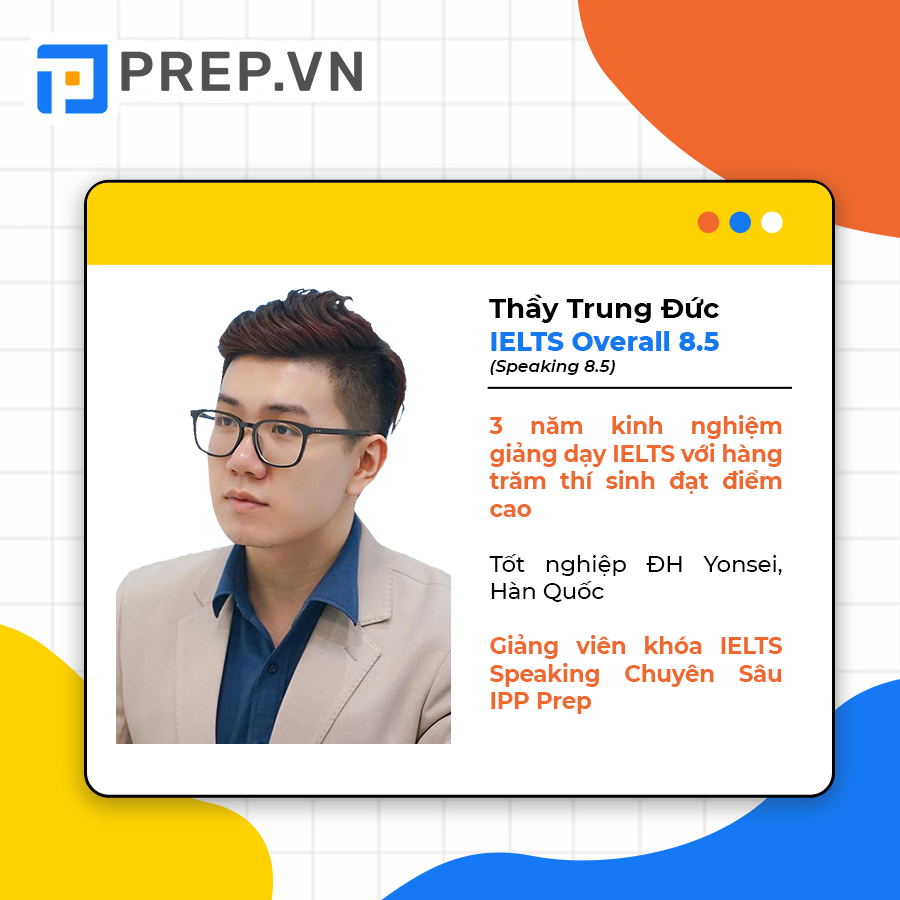 PREP.VN
Thầy Trung Đức
IELTS Overall 8.5
(Speaking 8.5)
3 năm kinh nghiệm
giảng dạy IELTS với hàng
trăm thí sinh đạt điểm
cao
Tốt nghiệp ĐH Yonsei,
Hàn Quốc
Giảng viên khóa IELTS
Speaking Chuyên Sâu
IPP Prep